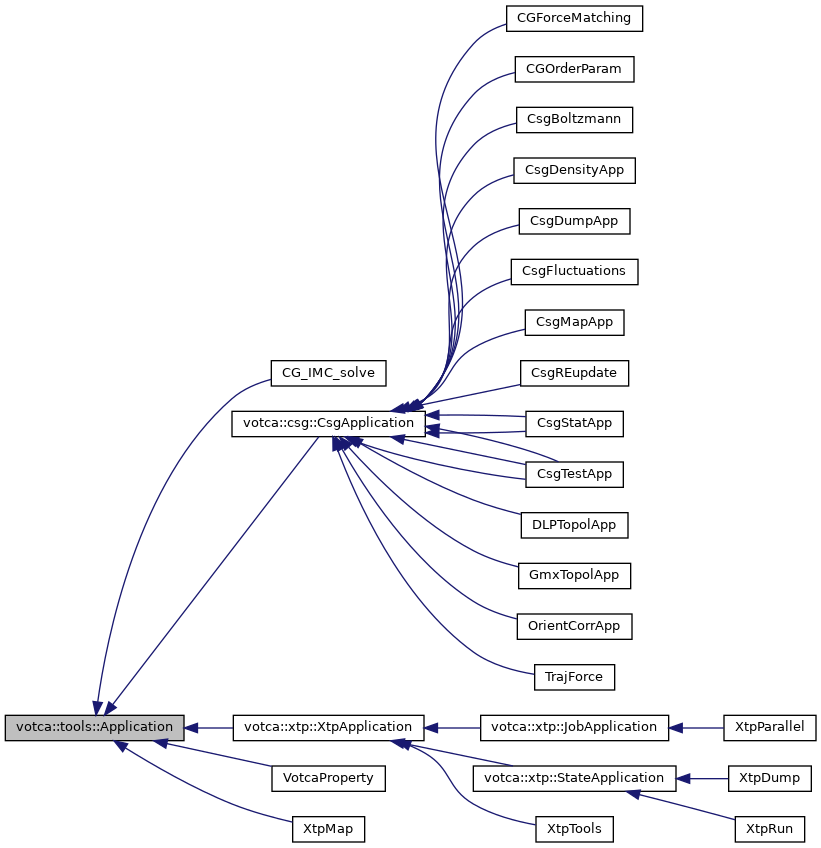 CGForceMatching
CGOrderParam
CsgBoltzmann
CsgDensityApp
CsgDumpApp
CsgFluctuations
CsgMapApp
CG_IMC_solve
CsgREupdate
votca::csg::CsgApplication
CsgStatApp
CsgTestApp
DLPTopolApp
GmxTopolApp
OrientCorrApp
TrajForce
votca::tools::Application
votca::xtp::XtpApplication
votca::xtp::JobApplication
XtpParallel
VotcaProperty
votca::xtp::StateApplication
XtpDump
XtpMap
XtpTools
XtpRun